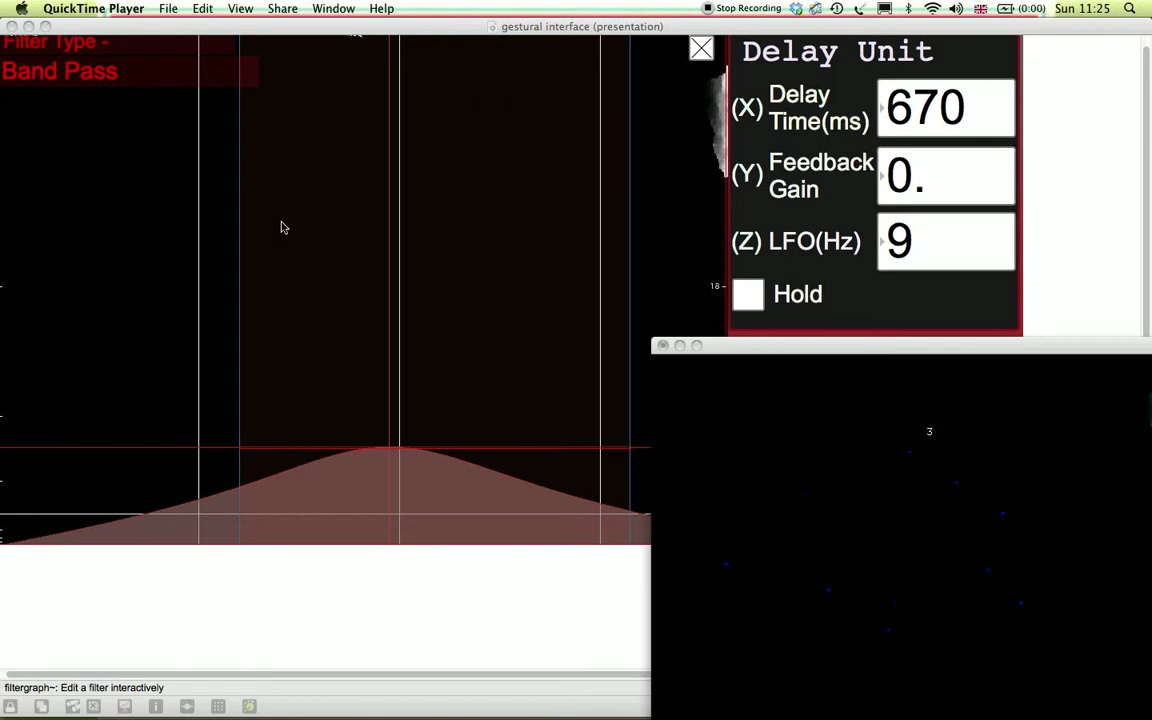 QuickTime Player File Edit View Share Window Help Stop Recording (0:00) Sun 11:25
gestural interface (presentation)
Filter Type -
Band Pass
Delay Unit
(X) Delay Time(ms) 670
(Y) Feedback Gain 0.
(Z) LFO(Hz) 9
18
Hold
3
filtergraph~: Edit a filter interactively